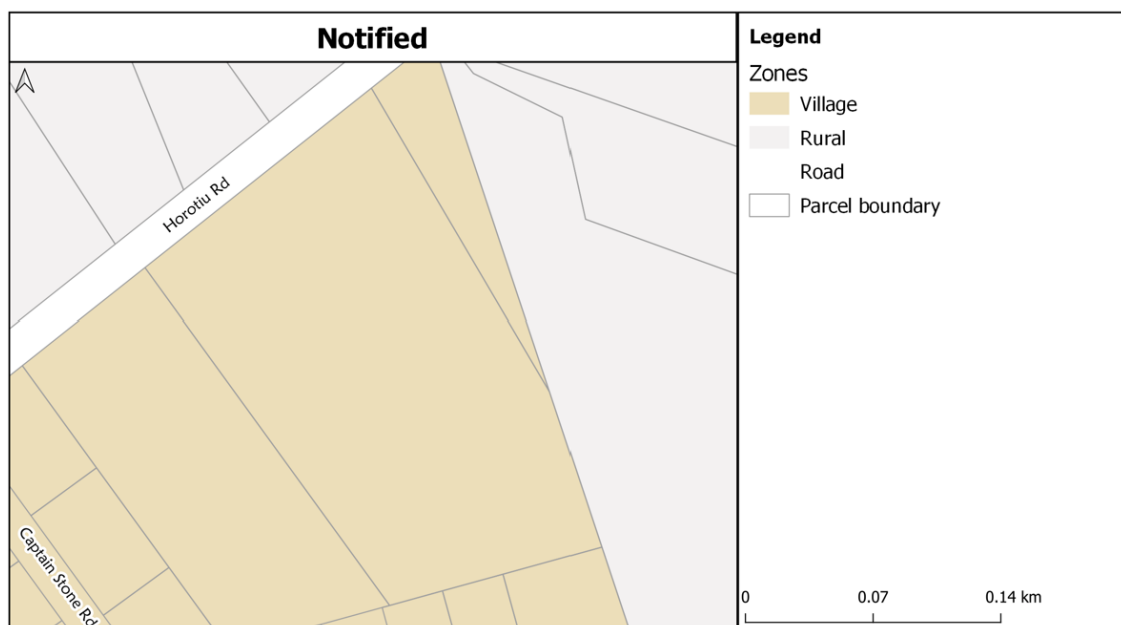 Notified
Horotiu Rd
Captain Stone Rd
Legend
Zones
Village
Rural
Road
Parcel boundary
0 0.07 0.14 km